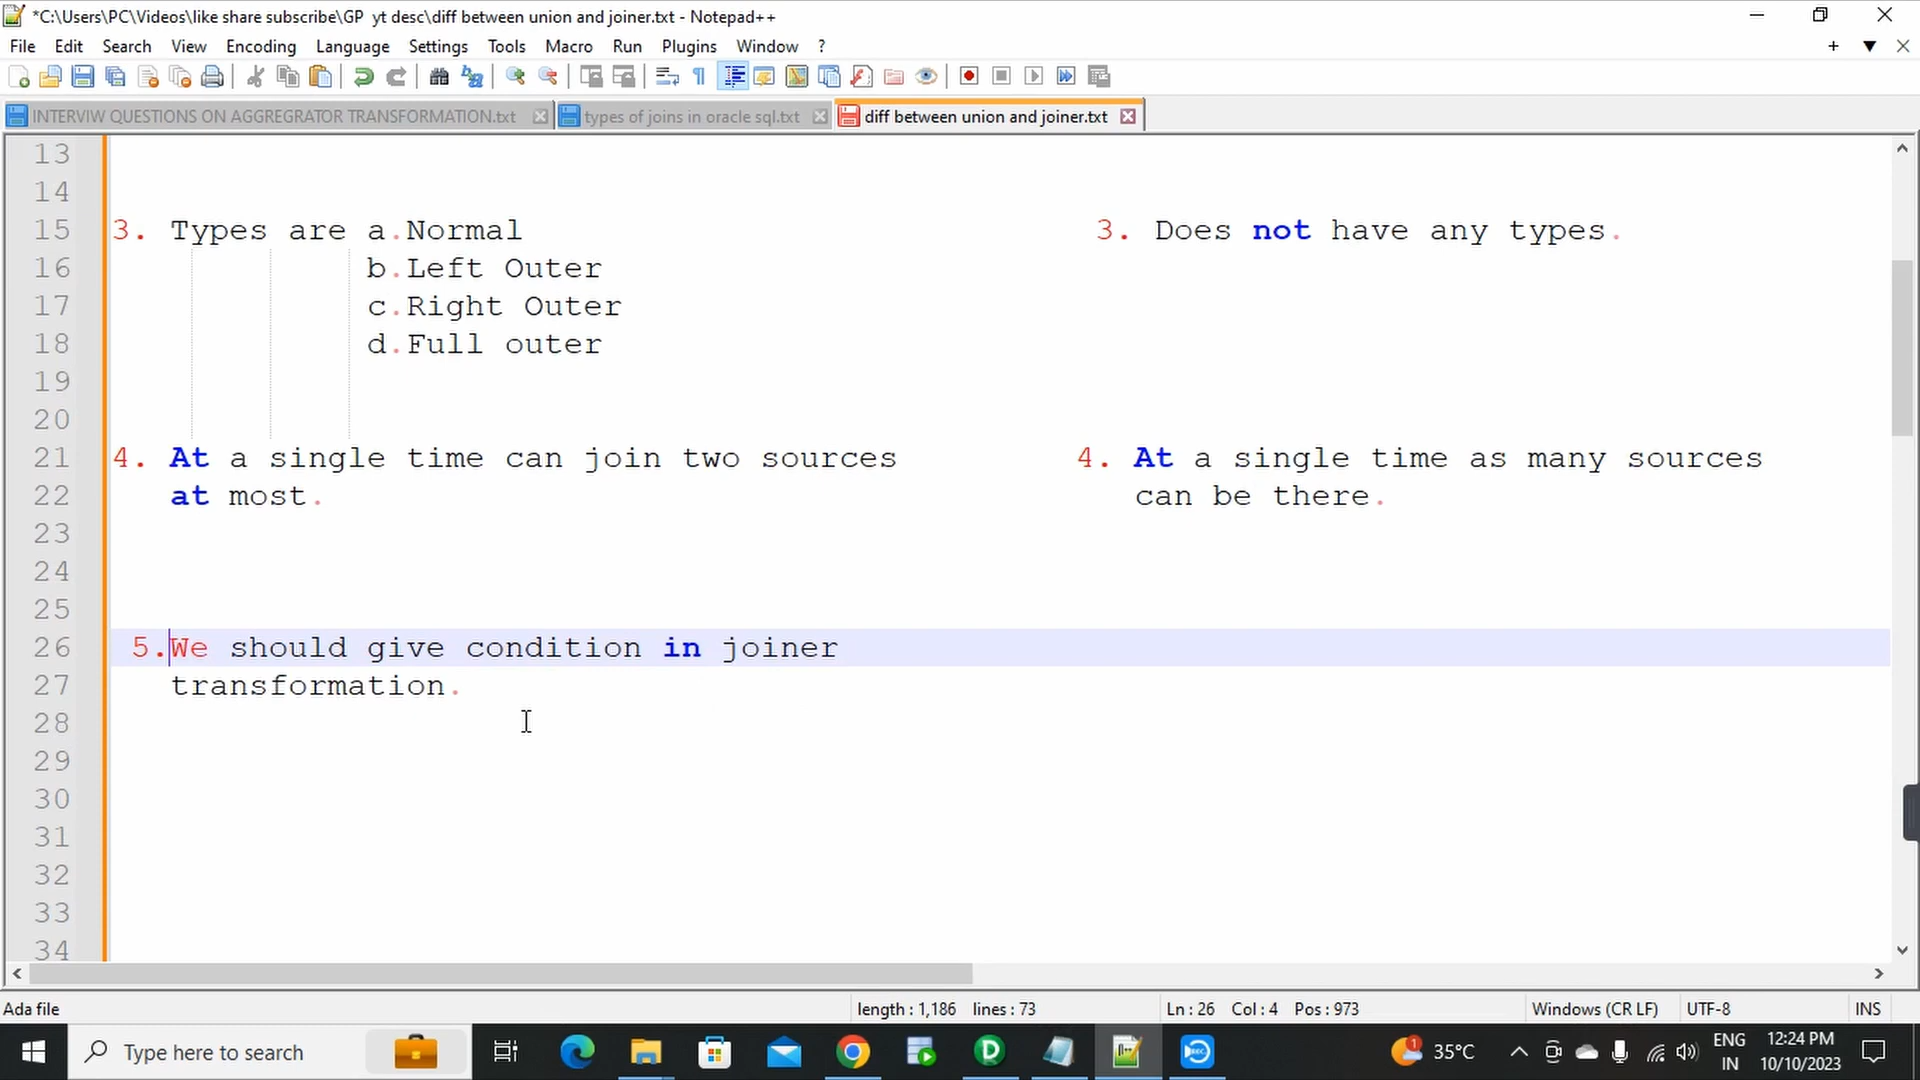 *C:\Users\PC\Videos\like share subscribe\GP yt desc\diff between union and joiner.txt - Notepad++
File Edit Search View Encoding Language Settings Tools Macro Run Plugins Window ?
INTERVIW QUESTIONS ON AGGREGRATOR TRANSFORMATION.txt types of joins in oracle sql.txt diff between union and joiner.txt
13
14
15 3. Types are a.Normal 3. Does not have any types.
16 b.Left Outer
17 c.Right Outer
18 d.Full outer
19
20
21 4. At a single time can join two sources 4. At a single time as many sources
22 at most. can be there.
23
24
25
26 5.We should give condition in joiner
27 transformation.
28
29
30
31
32
33
34
Ada file length : 1,186 lines : 73 Ln : 26 Col : 4 Pos : 973 Windows (CR LF) UTF-8 INS
Type here to search 1 35°C ENG 12:24 PM
IN 10/10/2023